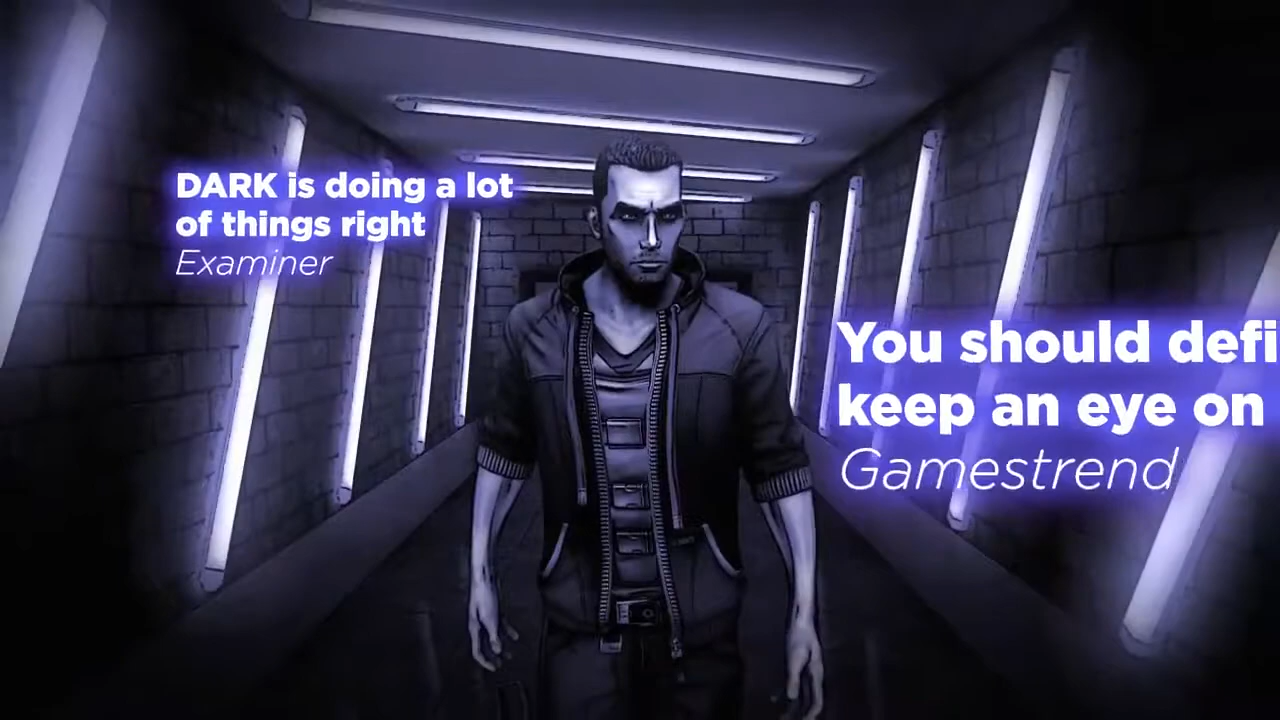 DARK is doing a lot
of things right
Examiner
You should defi
keep an eye on
Gamestrend